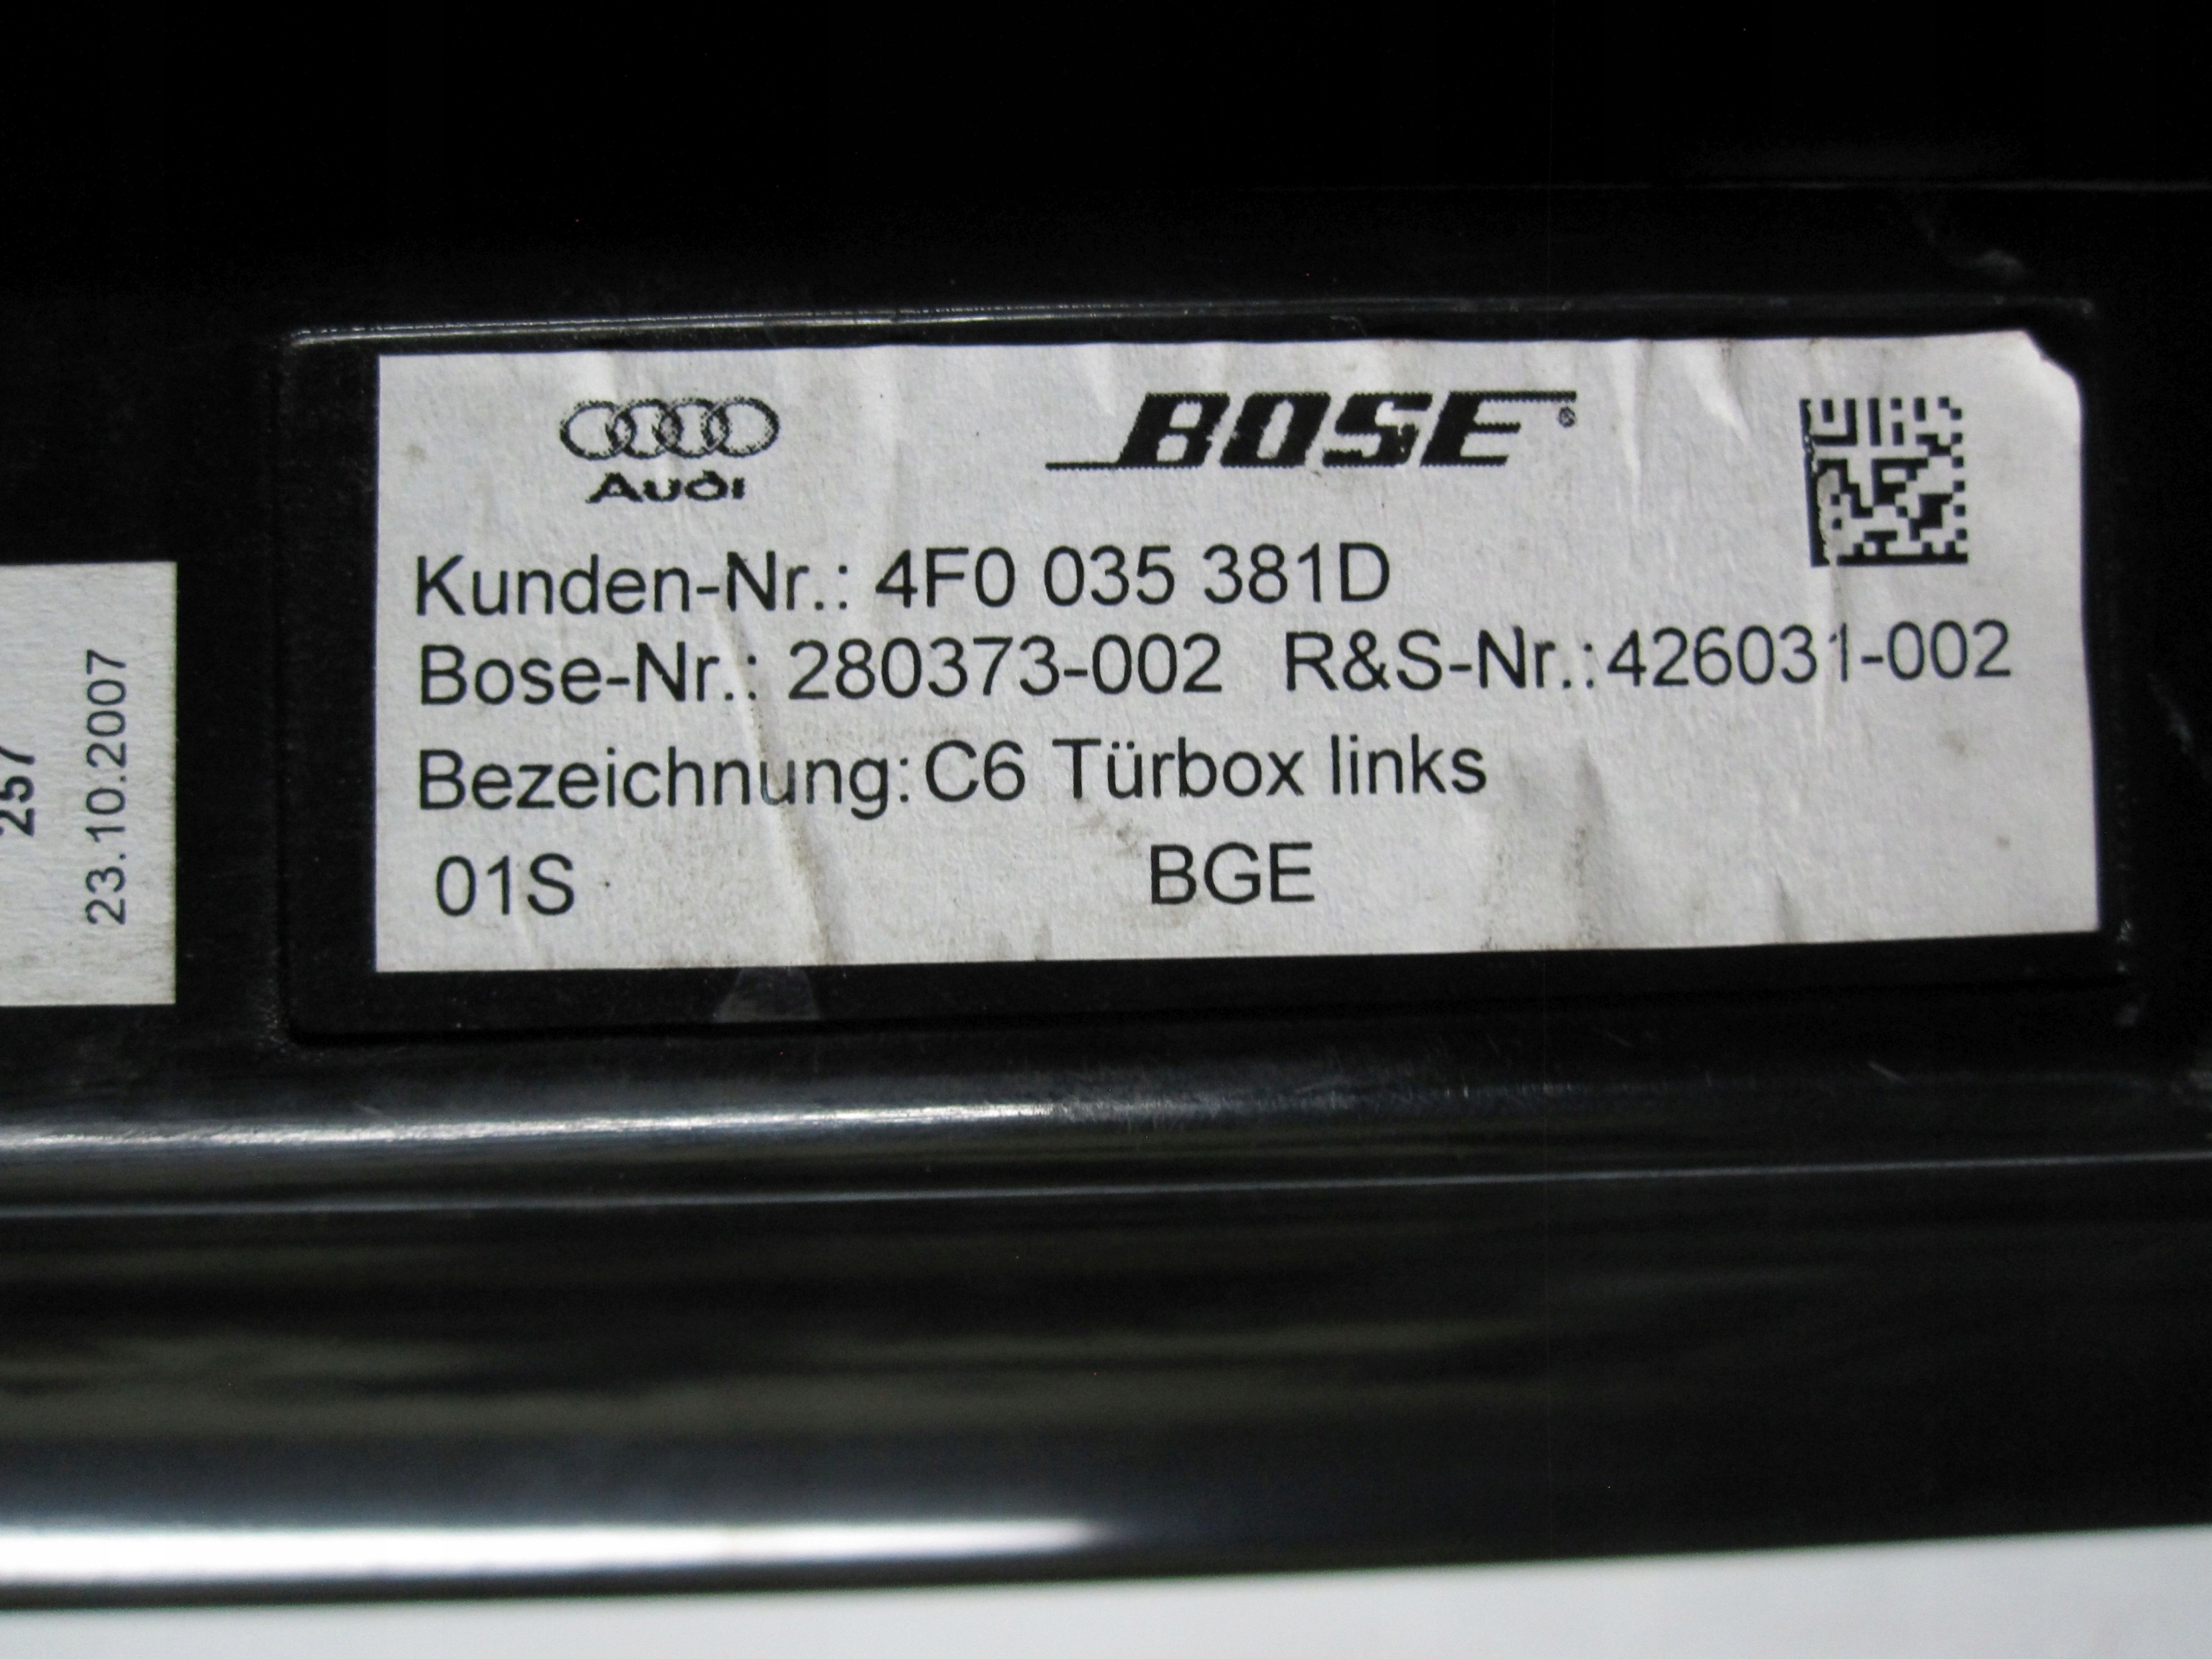 Audi
BOSE®
Kunden-Nr.: 4F0 035 381D
Bose-Nr.: 280373-002 R&S-Nr.:426031-002
Bezeichnung: C6 Türbox links
01S BGE
257
23.10.2007